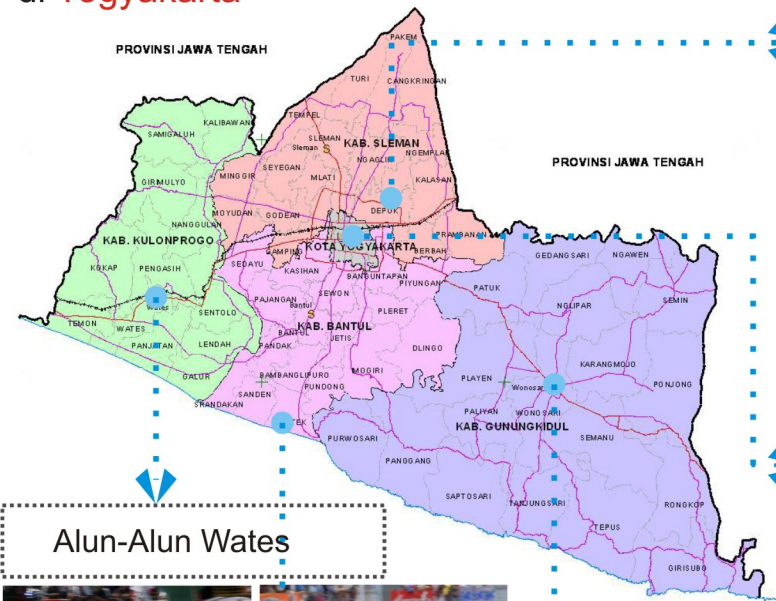 di Yogyakarta
PROVINSI JAWA TENGAH
PAKEM
TURI
CANGKRINGAN
TEMPEL
KALIBAWANG
SAMIGALUH
SLEMAN
Sleman
S
KAB. SLEMAN
NGAGLIK
NGEMPLAK
PROVINSI JAWA TENGAH
SEYEGAN
MLATI
MINGGIR
KALASAN
GIRIMULYO
MOYUDAN
GODEAN
DEPOK
NANGGULAN
PRAMBANAN
KAB. KULONPROGO
GAMPING
KOTA YOGYAKARTA
BERBAH
GEDANGSARI
NGAWEN
KOKAP
PENGASIH
SEDAYU
KASIHAN
BANGUNTAPAN
PIYUNGAN
PATUK
SEMIN
Wates
SENTOLO
PAJANGAN
SEWON
Bantul
S
PLERET
NGLIPAR
TEMON
WATES
KAB. BANTUL
BANTUL
JETIS
PANJATAN
LENDAH
PANDAK
DLINGO
KARANGMOJO
GALUR
BAMBANGLIPURO
IMOGIRI
PLAYEN
Wonosari
PONJONG
SANDEN
PUNDONG
SRANDAKAN
PALIYAN
WONOSARI
KAB. GUNUNGKIDUL
TEK
PURWOSARI
SEMANU
PANGGANG
SAPTOSARI
TANJUNGSARI
RONGKOP
TEPUS
GIRISUBO
Alun-Alun Wates